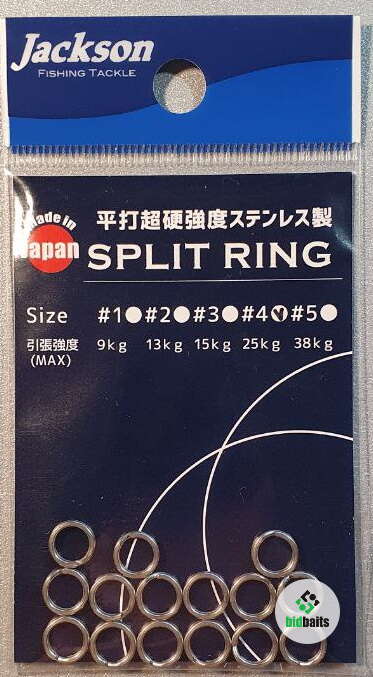 Jackson
FISHING TACKLE
Made in
Japan
平打超硬強度ステンレス製
SPLIT RING
Size #1 #2 #3 #4 #5
引張強度 9kg 13kg 15kg 25kg 38kg
(MAX)
bidbaits